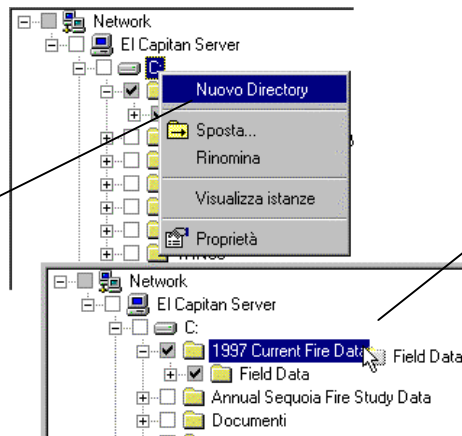 Network
El Capitan Server
C:
Nuovo Directory
Sposta...
Rinomina
Visualizza istanze
Proprietà
Network
El Capitan Server
C:
1997 Current Fire Data
Field Data
Field Data
Annual Sequoia Fire Study Data
Documenti